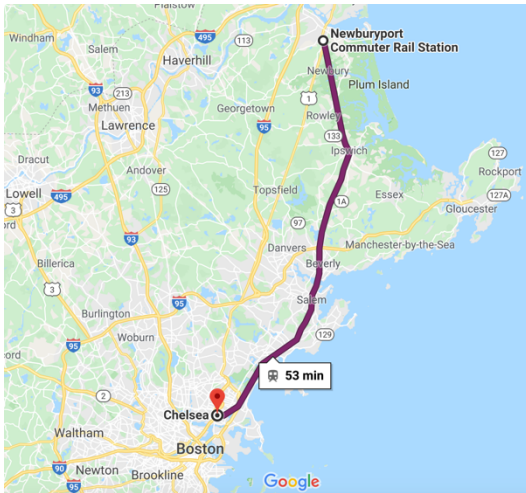 Plaistow
Windham
Salem
495
113
Newburyport
Commuter Rail Station
Haverhill
93
213
Methuen
Newbury
Plum Island
1
Georgetown
Rowley
Lawrence
95
133
Dracut
Andover
Ipswich
127
Rockport
Lowell
495
125
Topsfield
1A
Essex
127A
3
Gloucester
97
93
Danvers
Manchester-by-the-Sea
Billerica
Beverly
3
95
Salem
Burlington
129
Woburn
95
53 min
2
Chelsea
Waltham
Boston
90
95
Newton
Brookline
Google